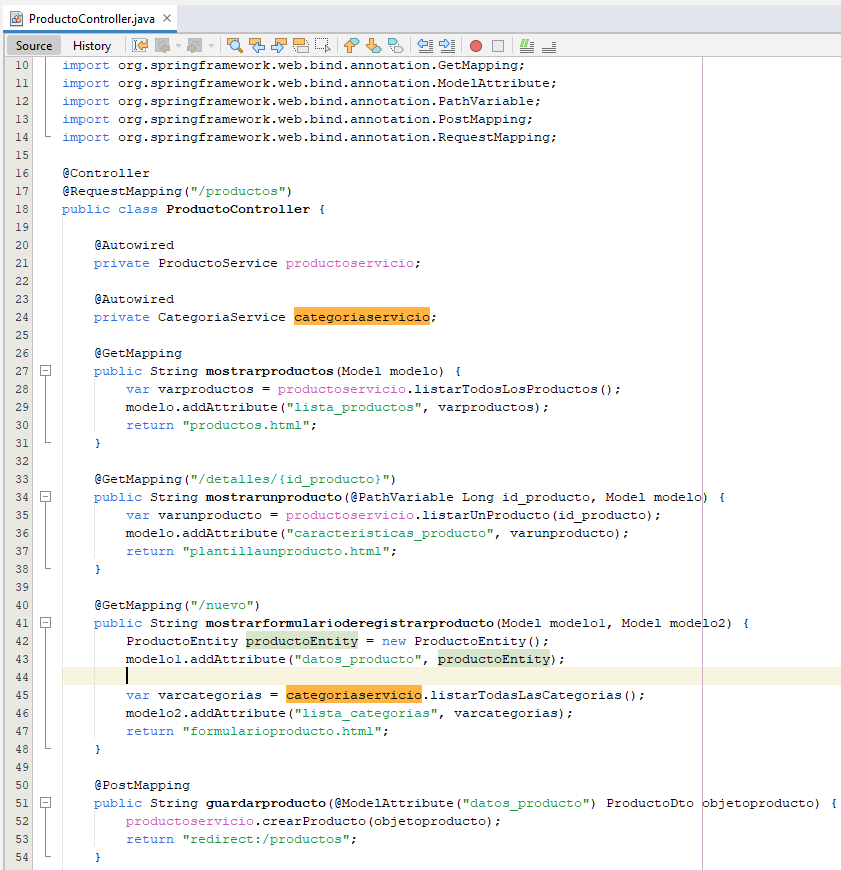 ProductoController.java
Source History
10 import org.springframework.web.bind.annotation.GetMapping;
11 import org.springframework.web.bind.annotation.ModelAttribute;
12 import org.springframework.web.bind.annotation.PathVariable;
13 import org.springframework.web.bind.annotation.PostMapping;
14 import org.springframework.web.bind.annotation.RequestMapping;
15
16 @Controller
17 @RequestMapping("/productos")
18 public class ProductoController {
19
20     @Autowired
21     private ProductoService productoservicio;
22
23     @Autowired
24     private CategoriaService categoriaservicio;
25
26     @GetMapping
27     public String mostrarproductos(Model modelo) {
28         var varproductos = productoservicio.listarTodosLosProductos();
29         modelo.addAttribute("lista_productos", varproductos);
30         return "productos.html";
31     }
32
33     @GetMapping("/detalles/{id_producto}")
34     public String mostrarunproducto(@PathVariable Long id_producto, Model modelo) {
35         var varunproducto = productoservicio.listarUnProducto(id_producto);
36         modelo.addAttribute("caracteristicas_producto", varunproducto);
37         return "plantillaunproducto.html";
38     }
39
40     @GetMapping("/nuevo")
41     public String mostrarformularioderegistrarproducto(Model modelo1, Model modelo2) {
42         ProductoEntity productoEntity = new ProductoEntity();
43         modelo1.addAttribute("datos_producto", productoEntity);
44
45         var varcategorias = categoriaservicio.listarTodasLasCategorias();
46         modelo2.addAttribute("lista_categorias", varcategorias);
47         return "formularioproducto.html";
48     }
49
50     @PostMapping
51     public String guardarproducto(@ModelAttribute("datos_producto") ProductoDto objetoproducto) {
52         productoservicio.crearProducto(objetoproducto);
53         return "redirect:/productos";
54     }